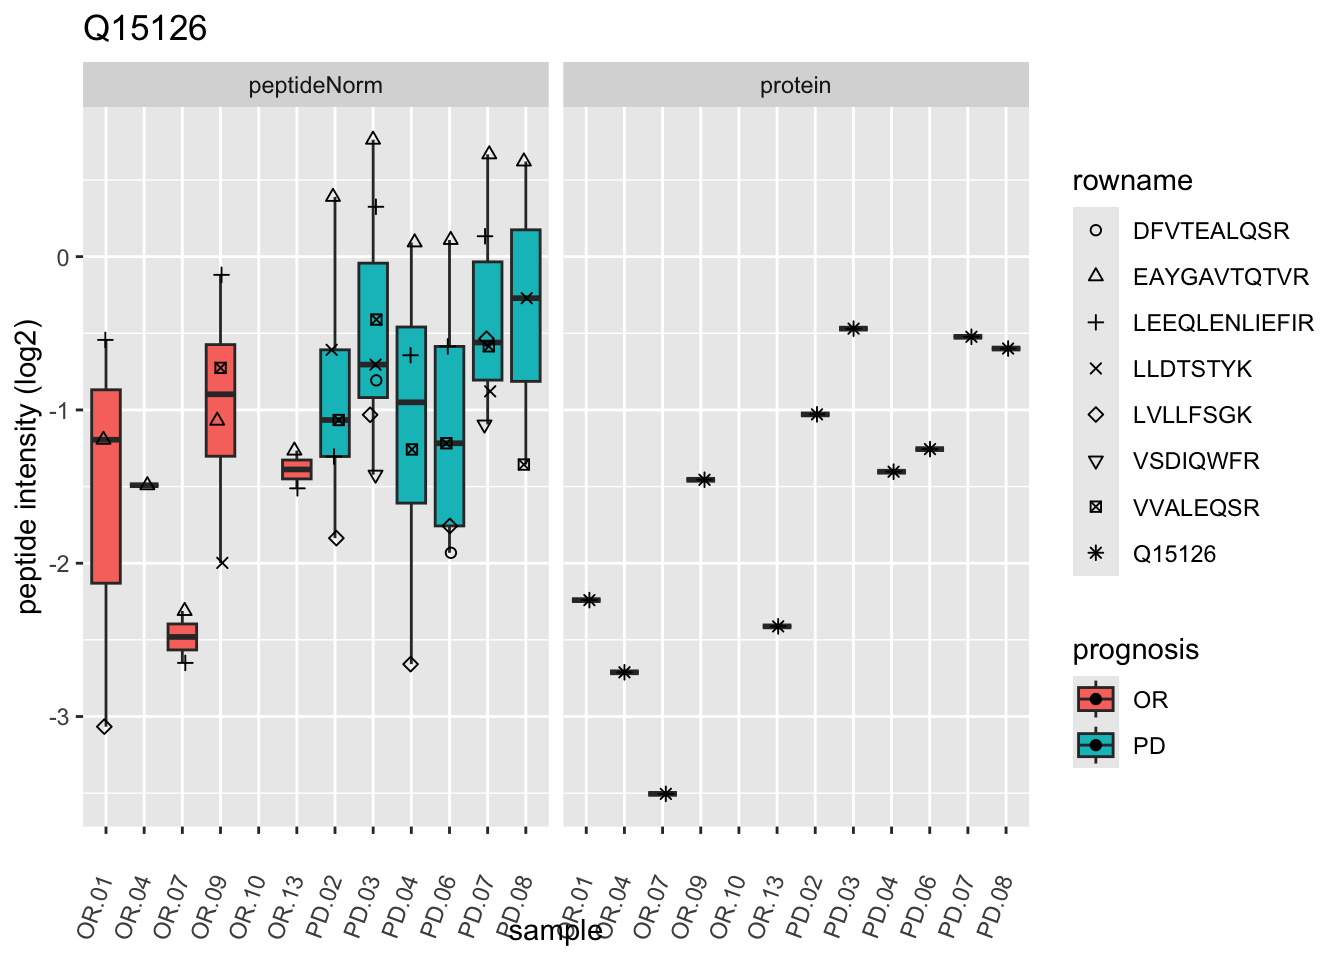 Q15126
peptideNorm
protein
peptide intensity (log2)
0
-1
-2
-3
OR.01
OR.04
OR.07
OR.09
OR.10
OR.13
PD.02
PD.03
PD.04
PD.06
PD.07
PD.08
OR.01
OR.04
OR.07
OR.09
OR.10
OR.13
PD.02
PD.03
PD.04
PD.06
PD.07
PD.08
sample
rowname
DFVTEALQSR
EAYGAVTQTVR
LEEQLENLIEFIR
LLDTSTYK
LVLLFSGK
VSDIQWFR
VVALEQSR
Q15126
prognosis
OR
PD